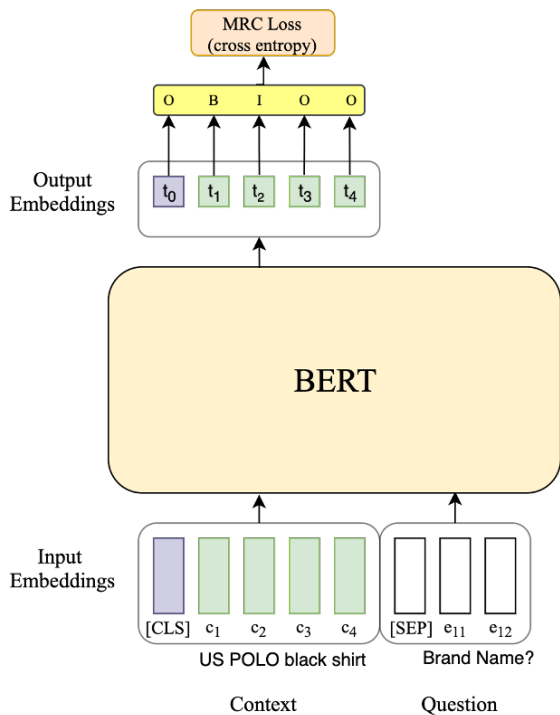 MRC Loss
(cross entropy)
O B I O O
Output
Embeddings
t0 t1 t2 t3 t4
BERT
Input
Embeddings
[CLS] c1 c2 c3 c4 [SEP] e11 e12
US POLO black shirt Brand Name?
Context Question